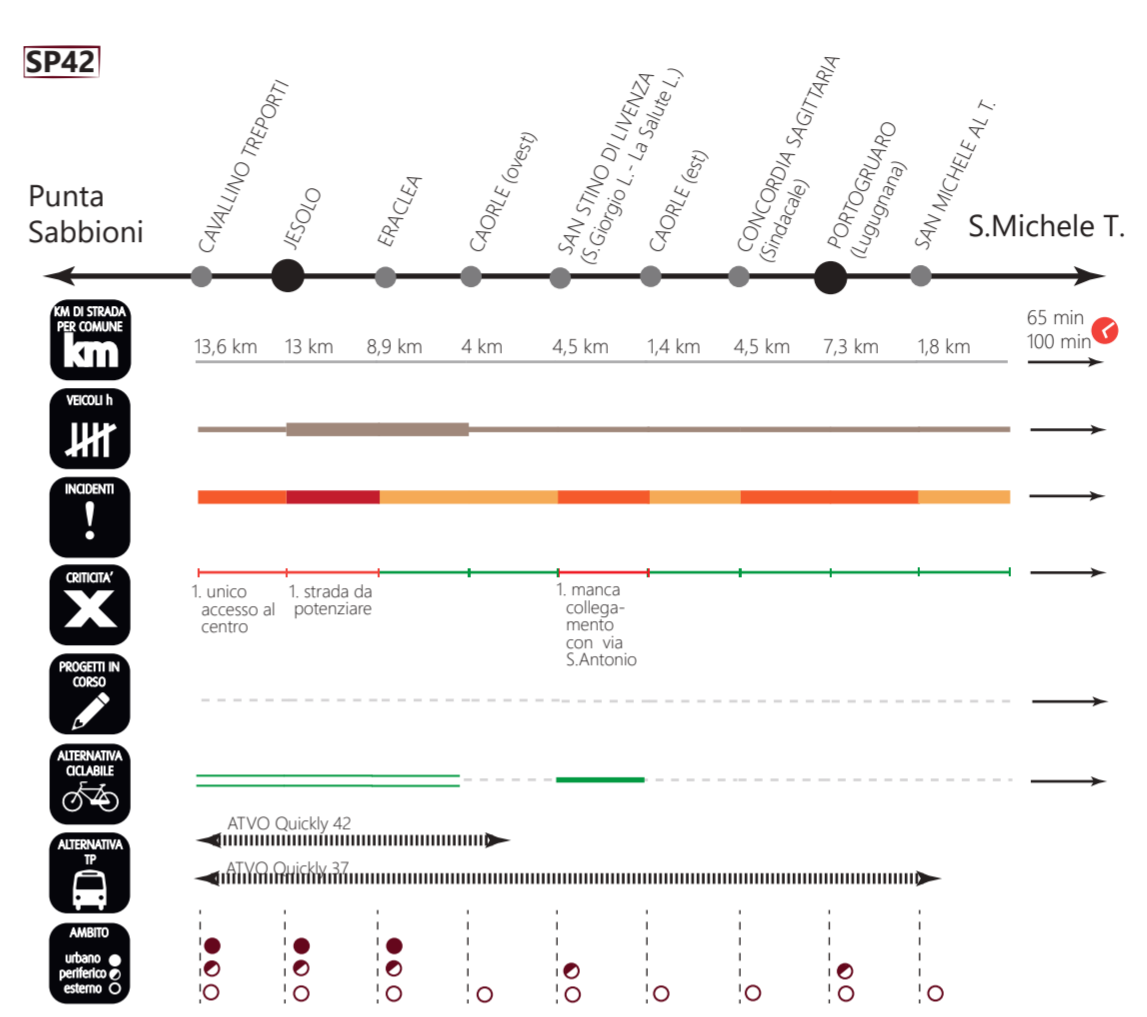 SP42
Punta
Sabbioni
CAVALLINO TREPORTI
JESOLO
ERACLEA
CAORLE (ovest)
SAN STINO DI LIVENZA
(S.Giorgio L.- La Salute L.)
CAORLE (est)
CONCORDIA SAGITTARIA
(Sindacale)
PORTOGRUARO
(Lugugnana)
SAN MICHELE AL T.
S.Michele T.
KM DI STRADA
PER COMUNE
km
13,6 km
13 km
8,9 km
4 km
4,5 km
1,4 km
4,5 km
7,3 km
1,8 km
65 min
100 min
VEICOLI h
INCIDENTI
!
CRITICITA'
X
1. unico
accesso al
centro
1. strada da
potenziare
1. manca
collega-
mento
con via
S.Antonio
PROGETTI IN
CORSO
ALTERNATIVA
CICLABILE
ALTERNATIVA
TP
ATVO Quickly 42
ATVO Quickly 37
AMBITO
urbano
periferico
esterno